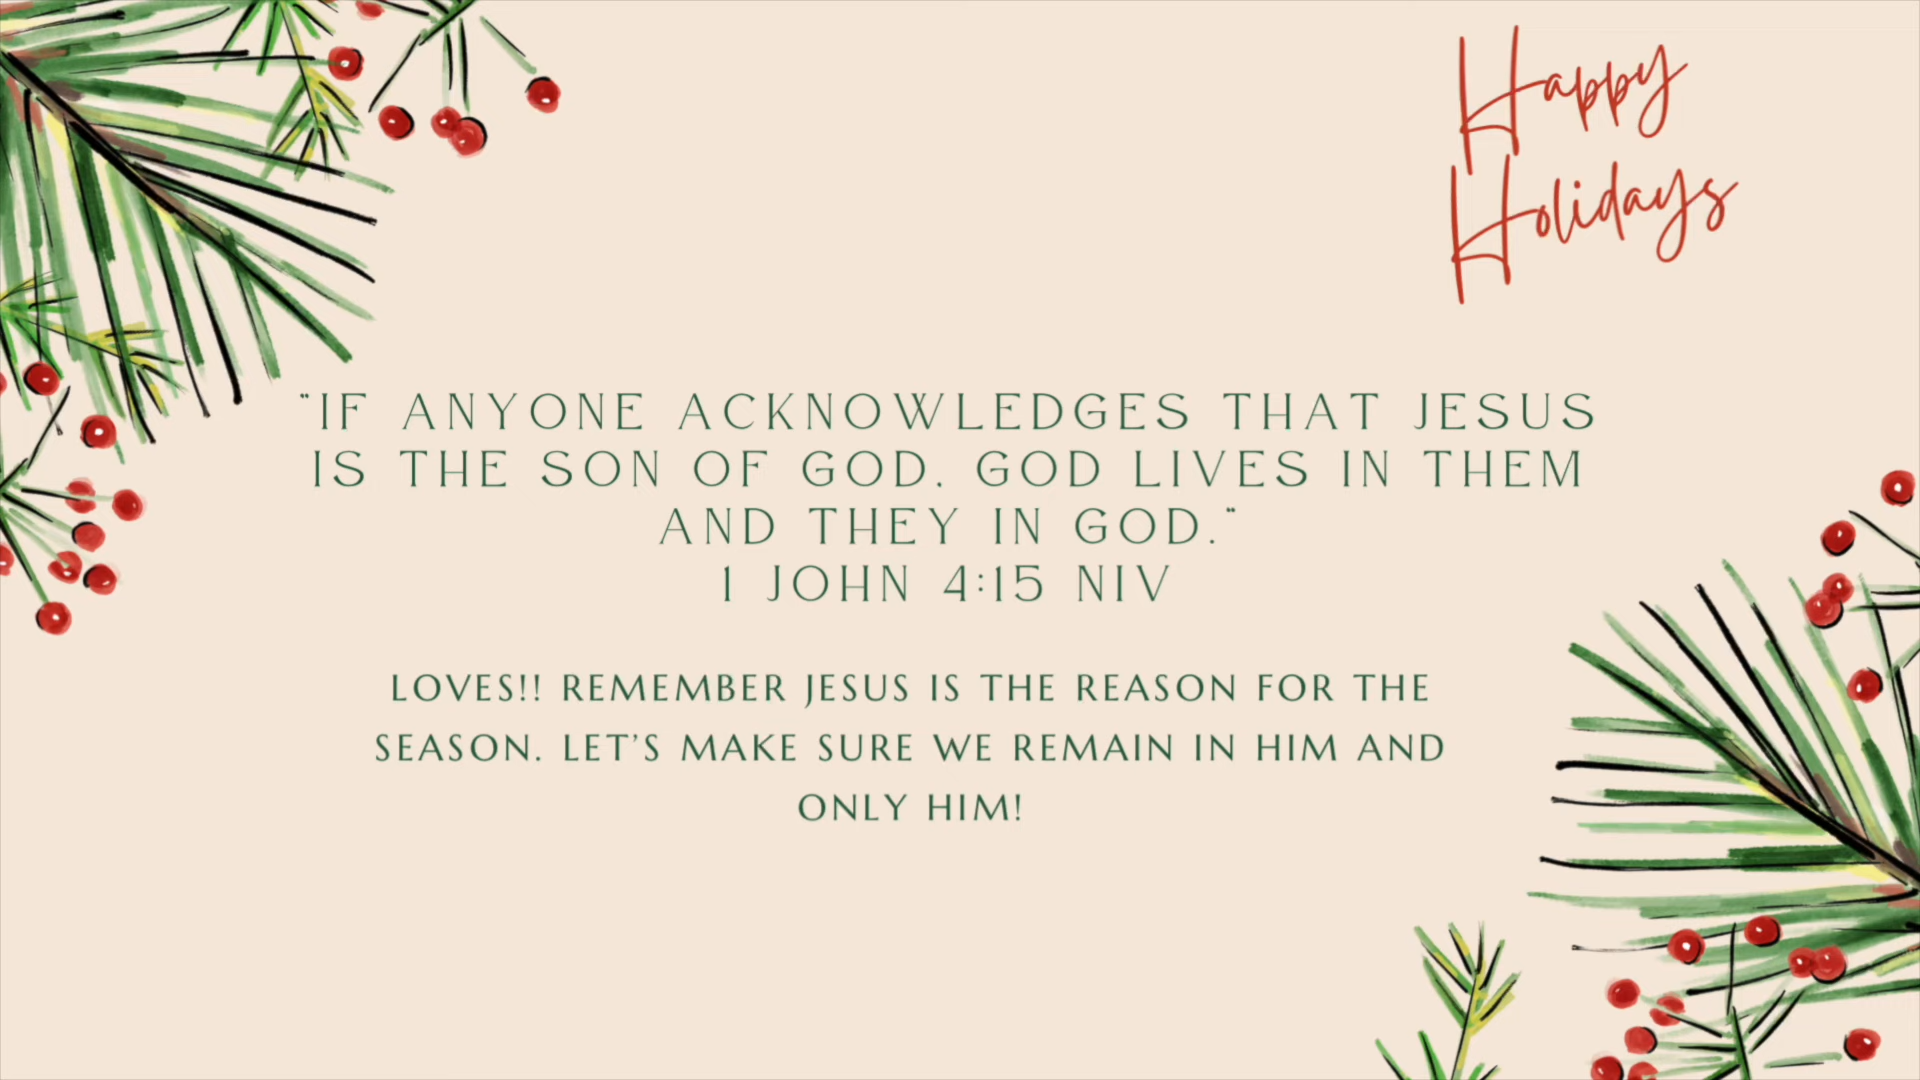 Happy
Holidays
"IF ANYONE ACKNOWLEDGES THAT JESUS
IS THE SON OF GOD, GOD LIVES IN THEM
AND THEY IN GOD."
1 JOHN 4:15 NIV
LOVES!! REMEMBER JESUS IS THE REASON FOR THE
SEASON. LET'S MAKE SURE WE REMAIN IN HIM AND
ONLY HIM!